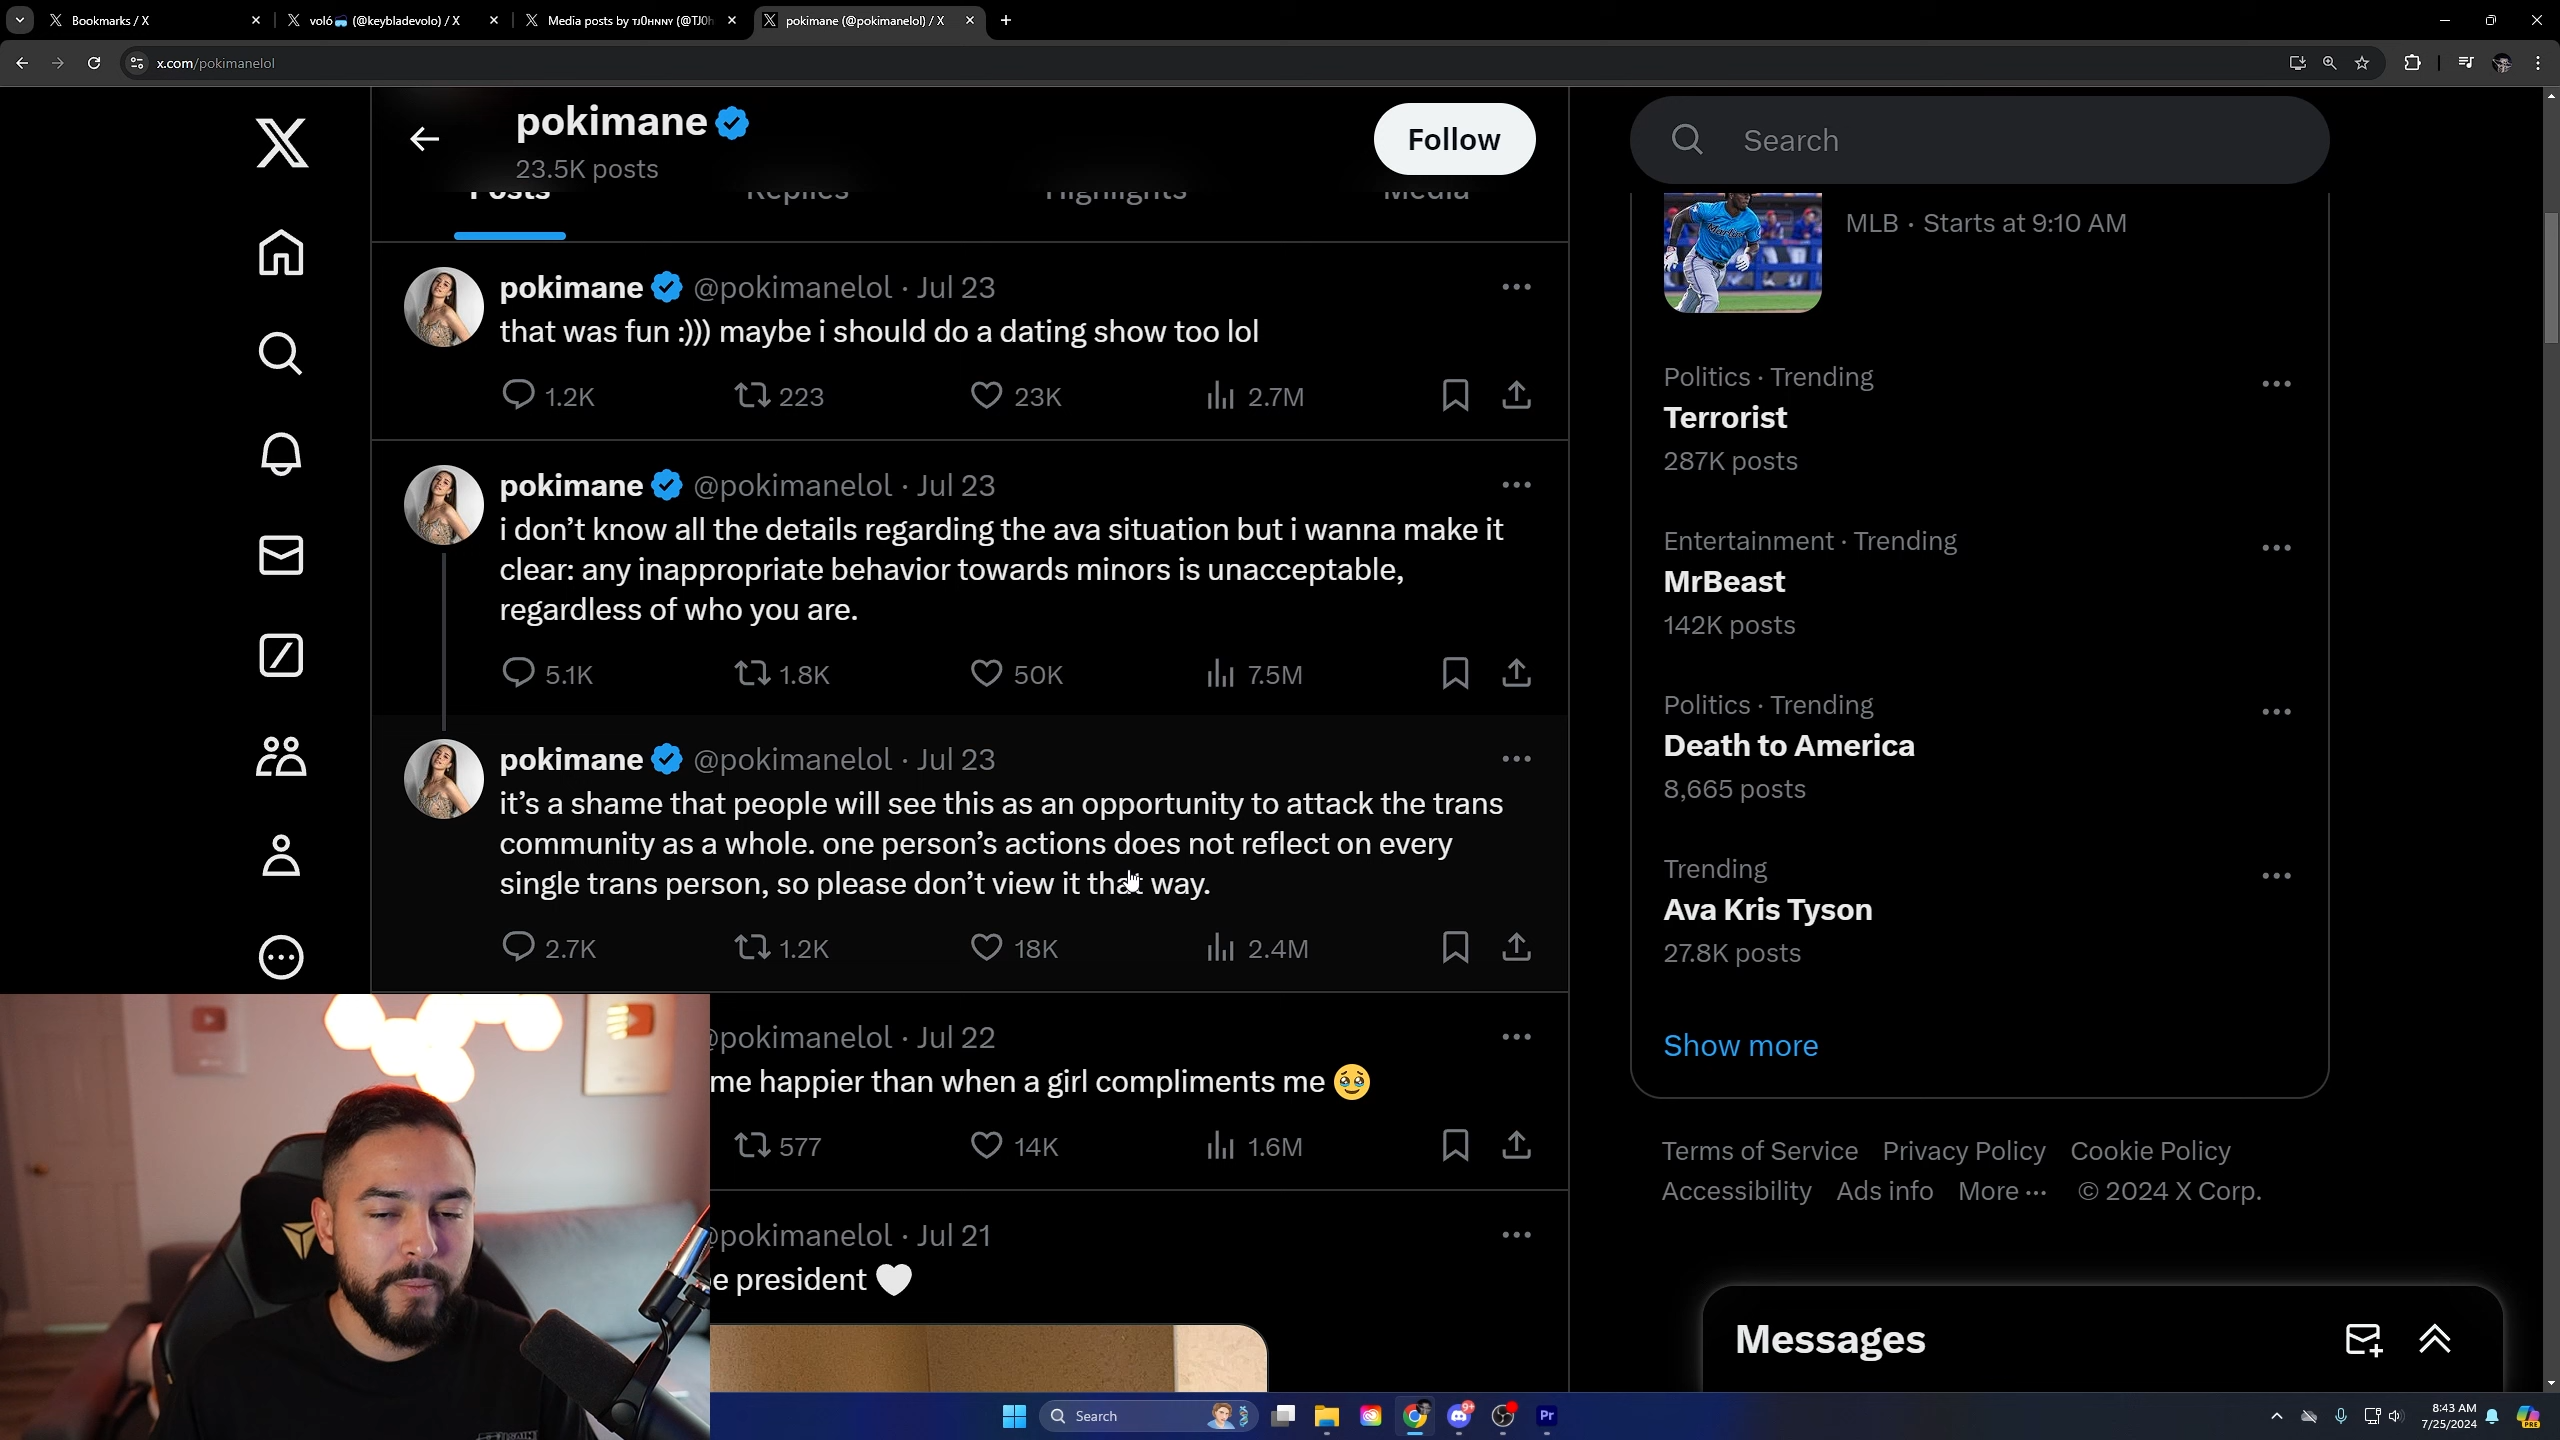 Bookmarks / X
voló (@keybladevolo) / X
Media posts by ᴛᴊ0ʜɴɴʏ (@TJ0h
pokimane (@pokimanelol) / X
x.com/pokimanelol
pokimane
23.5K posts
Follow
Search
Posts
Replies
Highlights
Media
pokimane @pokimanelol · Jul 23
that was fun :))) maybe i should do a dating show too lol
1.2K 223 23K 2.7M
pokimane @pokimanelol · Jul 23
i don’t know all the details regarding the ava situation but i wanna make it
clear: any inappropriate behavior towards minors is unacceptable,
regardless of who you are.
5.1K 1.8K 50K 7.5M
pokimane @pokimanelol · Jul 23
it’s a shame that people will see this as an opportunity to attack the trans
community as a whole. one person’s actions does not reflect on every
single trans person, so please don’t view it that way.
2.7K 1.2K 18K 2.4M
@pokimanelol · Jul 22
me happier than when a girl compliments me 🥹
577 14K 1.6M
@pokimanelol · Jul 21
e president 🤍
Marlins
MLB · Starts at 9:10 AM
Politics · Trending
Terrorist
287K posts
Entertainment · Trending
MrBeast
142K posts
Politics · Trending
Death to America
8,665 posts
Trending
Ava Kris Tyson
27.8K posts
Show more
Terms of Service Privacy Policy Cookie Policy
Accessibility Ads info More ··· © 2024 X Corp.
Messages
Search
Pr
8:43 AM
7/25/2024